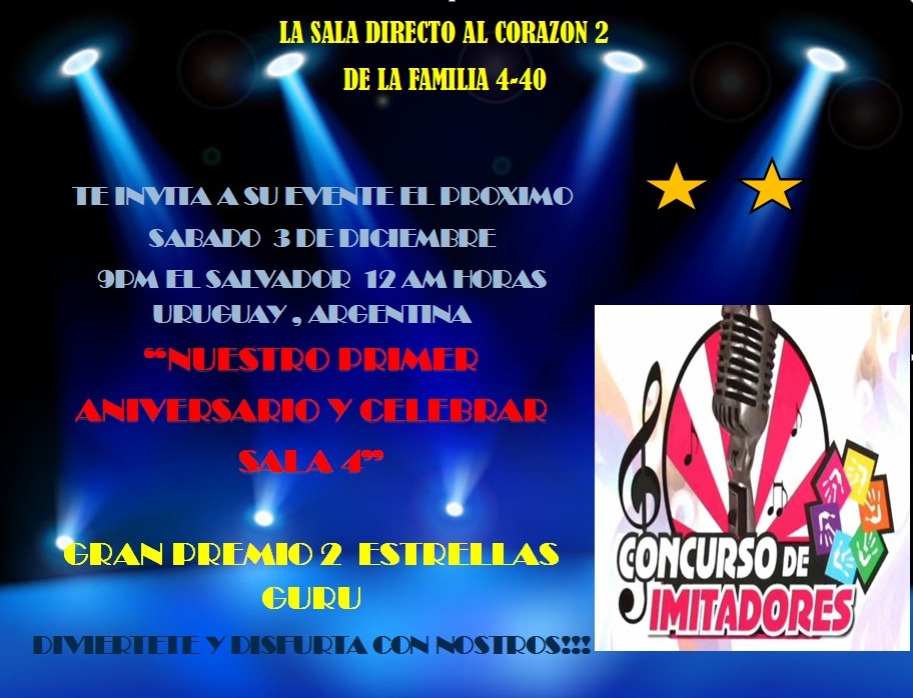 LA SALA DIRECTO AL CORAZON 2
DE LA FAMILIA 4-40
TE INVITA A SU EVENTE EL PROXIMO
SABADO 3 DE DICIEMBRE
9PM EL SALVADOR 12 AM HORAS
URUGUAY , ARGENTINA
“NUESTRO PRIMER
ANIVERSARIO Y CELEBRAR
SALA 4”
GRAN PREMIO 2 ESTRELLAS
GURU
DIVIERTETE Y DISFURTA CON NOSTROS!!!
CONCURSO DE
IMITADORES